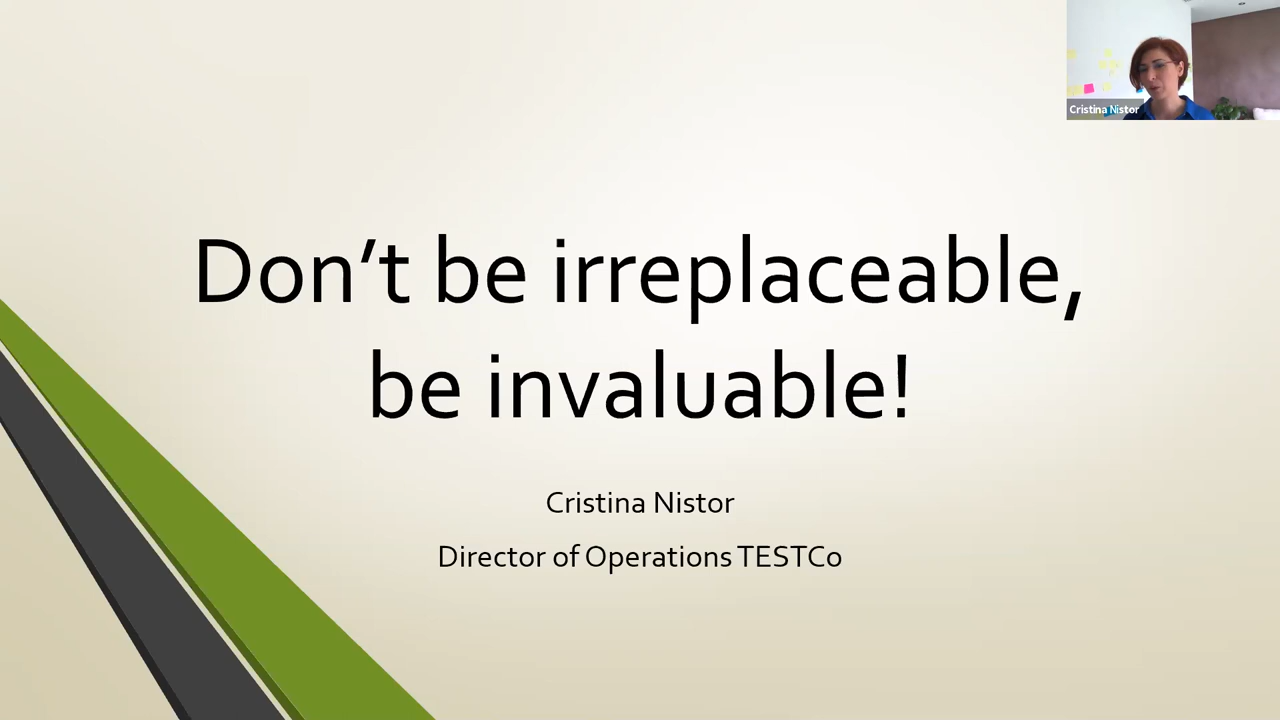 Cristina Nistor
Don’t be irreplaceable,
be invaluable!
Cristina Nistor
Director of Operations TESTCo